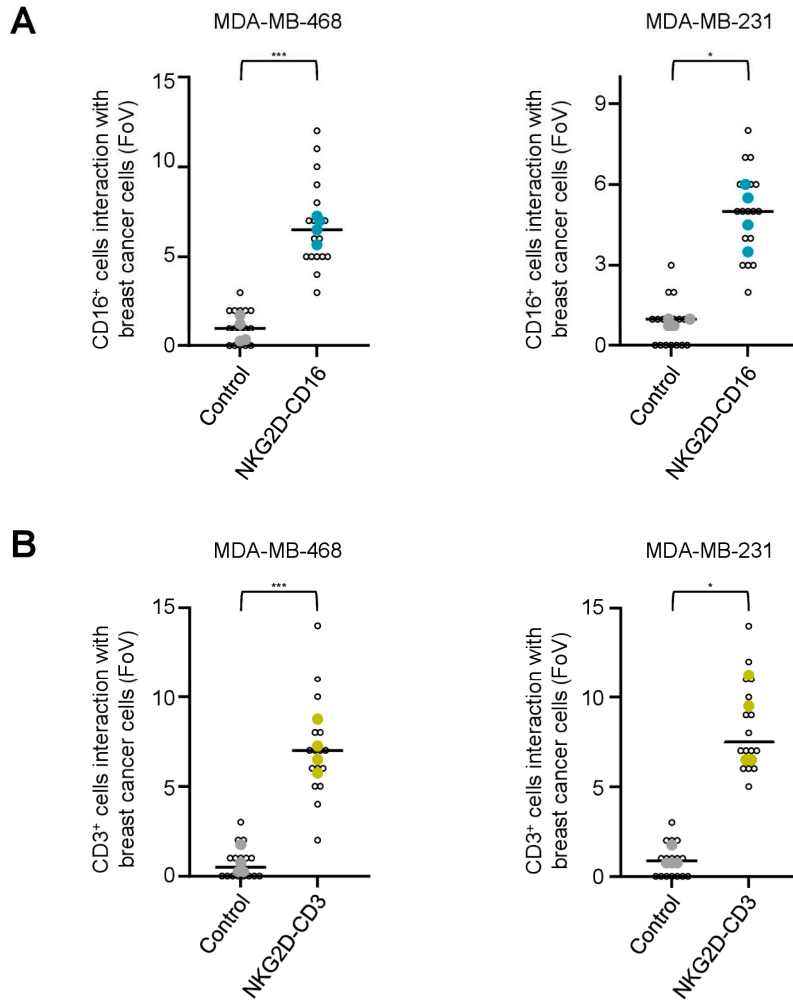 A
MDA-MB-468
***
CD16⁺ cells interaction with
breast cancer cells (FoV)
15
10
5
0
Control
NKG2D-CD16
MDA-MB-231
*
CD16⁺ cells interaction with
breast cancer cells (FoV)
9
6
3
0
Control
NKG2D-CD16
B
MDA-MB-468
***
CD3⁺ cells interaction with
breast cancer cells (FoV)
15
10
5
0
Control
NKG2D-CD3
MDA-MB-231
*
CD3⁺ cells interaction with
breast cancer cells (FoV)
15
10
5
0
Control
NKG2D-CD3